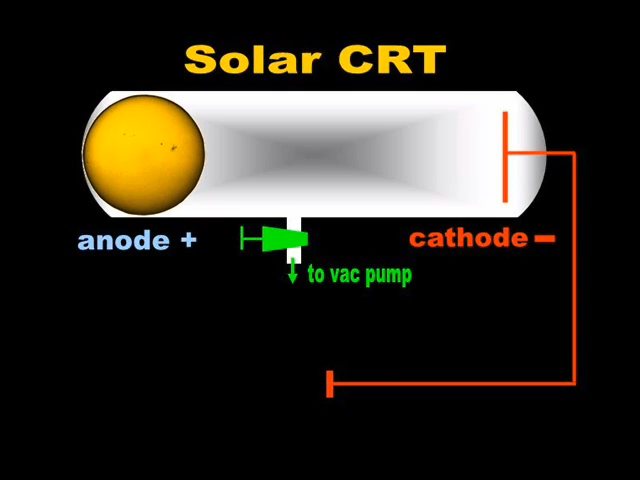 Solar CRT
anode +
cathode -
to vac pump